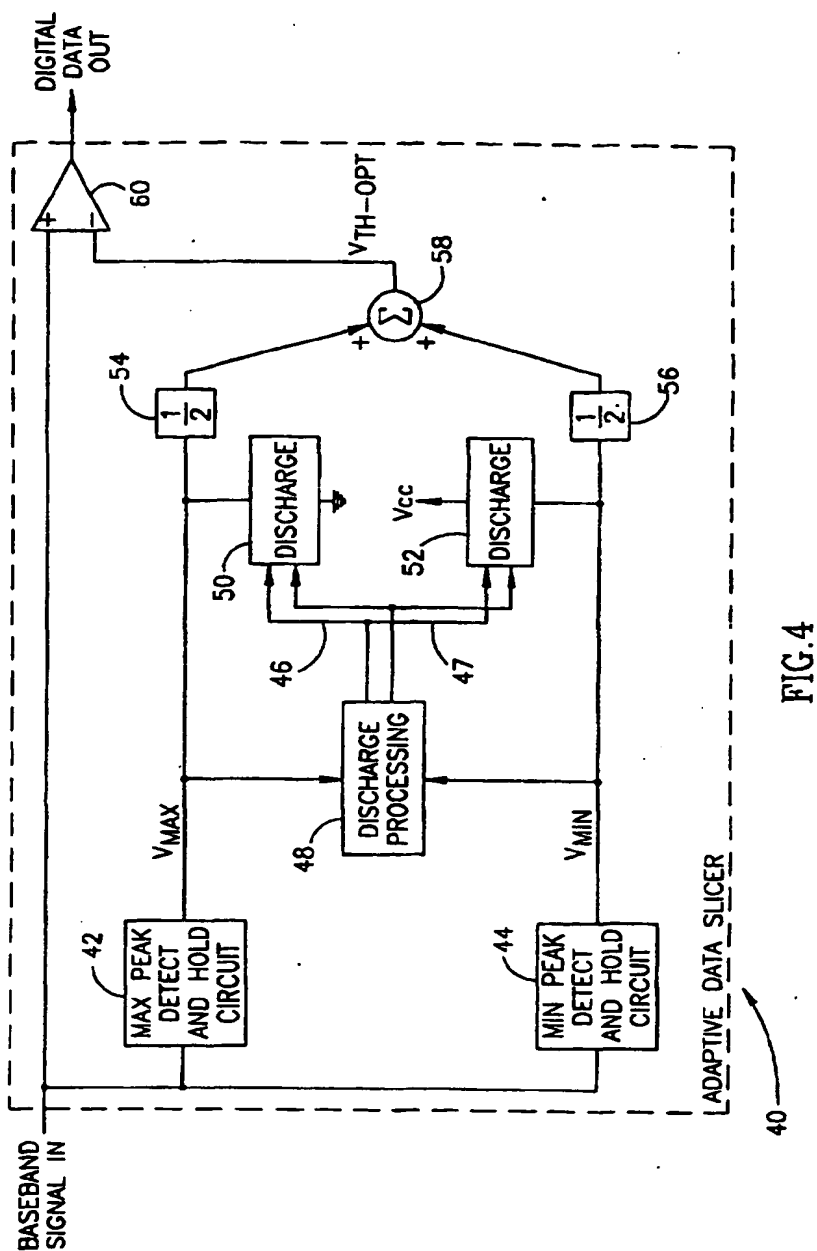 BASEBAND
SIGNAL IN
DIGITAL
DATA
OUT
60
+
−
VTH-OPT
54
1/2
58
Σ
+
+
56
1/2
50
DISCHARGE
52
DISCHARGE
Vcc
46
47
48
DISCHARGE
PROCESSING
VMAX
VMIN
42
MAX PEAK
DETECT
AND HOLD
CIRCUIT
44
MIN PEAK
DETECT
AND HOLD
CIRCUIT
ADAPTIVE DATA SLICER
40
FIG.4